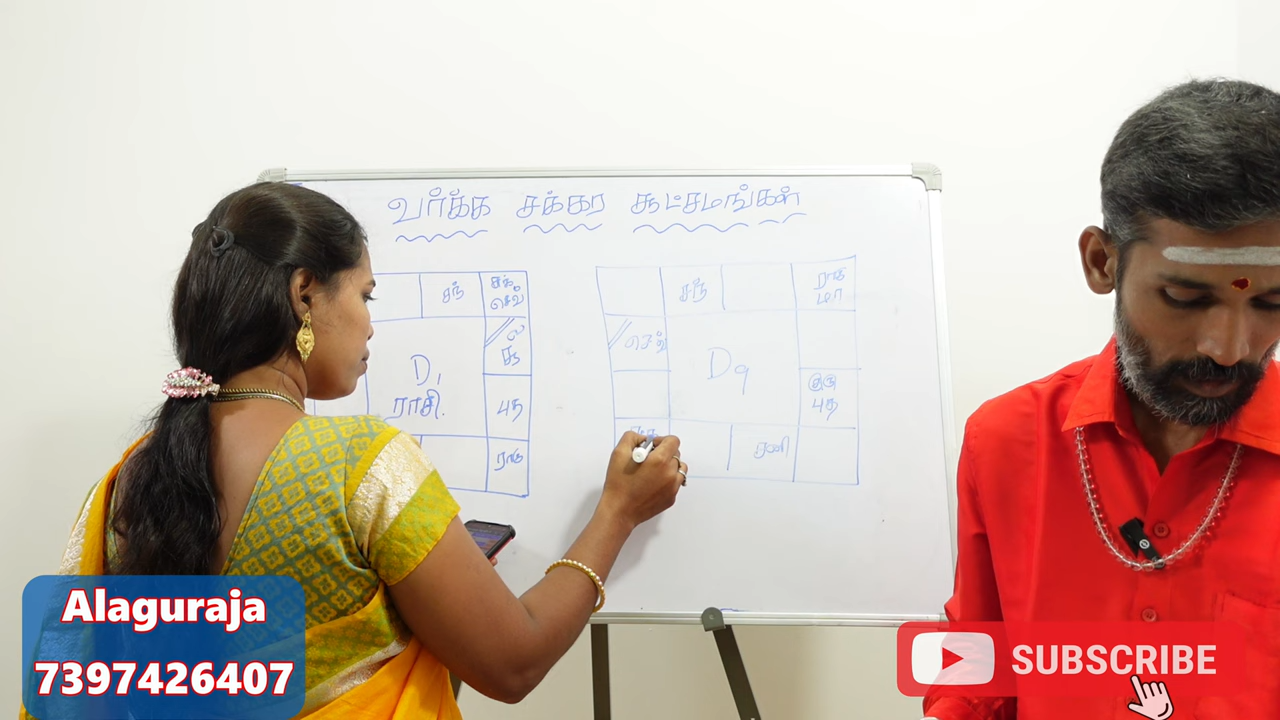 வர்க்க சக்கர சூட்சமங்கள்
சந்
சுக்
செவ்
ல
சூ
D1
ராசி.
புத
ராகு
சந்
ராகு
மா
செவ்
D9
குரு
புத
சனி
Alaguraja
7397426407
SUBSCRIBE